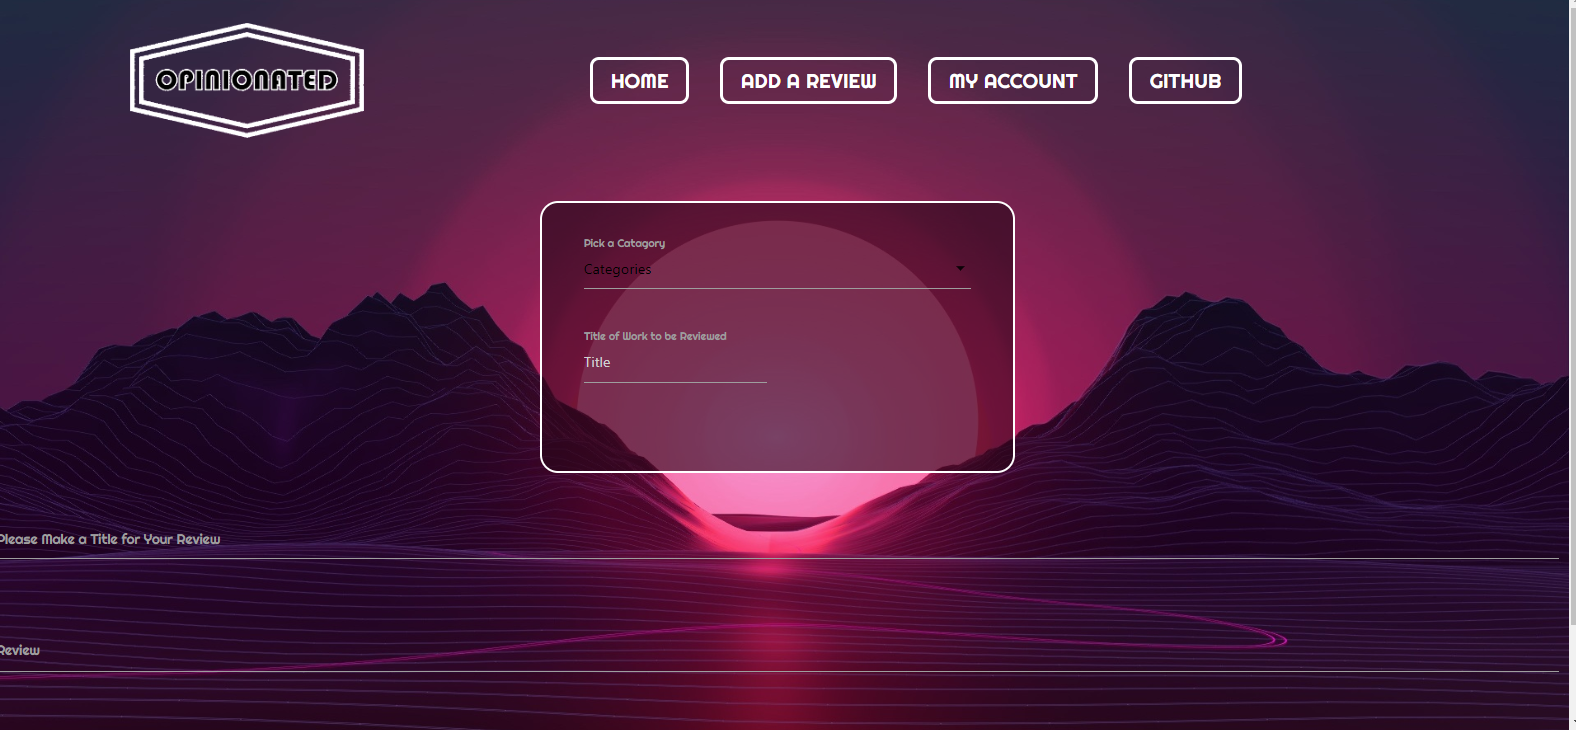 OPINIONATED
HOME ADD A REVIEW MY ACCOUNT GITHUB
Pick a Catagory
Categories
Title of Work to be Reviewed
Title
Please Make a Title for Your Review
Review